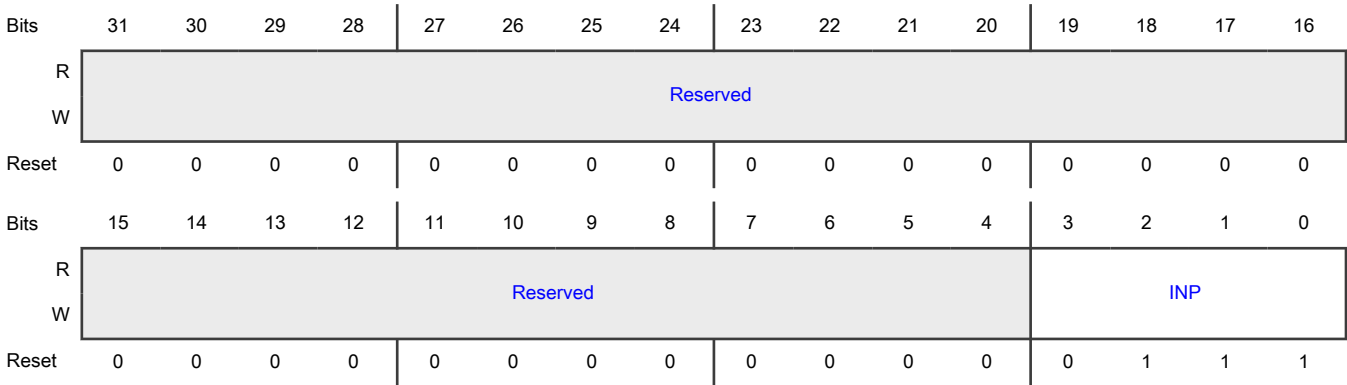 Bits 31 30 29 28 27 26 25 24 23 22 21 20 19 18 17 16
R
Reserved
W
Reset 0 0 0 0 0 0 0 0 0 0 0 0 0 0 0 0
Bits 15 14 13 12 11 10 9 8 7 6 5 4 3 2 1 0
R
Reserved INP
W
Reset 0 0 0 0 0 0 0 0 0 0 0 0 0 1 1 1